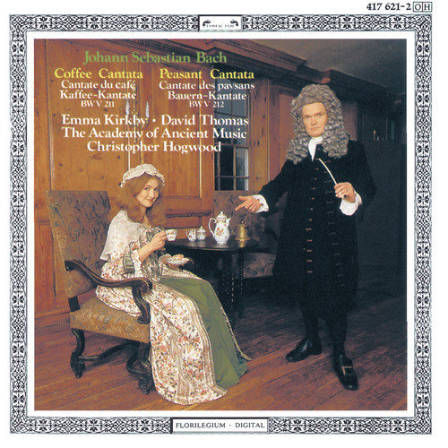 417 621-2 OH
Johann Sebastian Bach
Coffee Cantata Peasant Cantata
Cantate du café Cantate des paysans
Kaffee-Kantate Bauern-Kantate
BWV 211 BWV 212
Emma Kirkby · David Thomas
The Academy of Ancient Music
Christopher Hogwood
FLORILEGIUM · DIGITAL